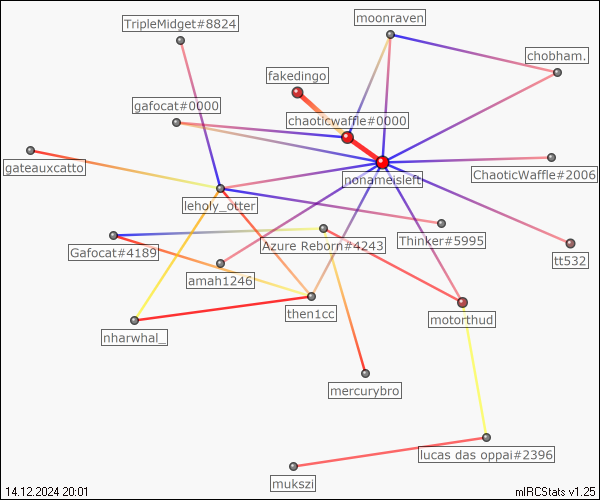 TripleMidget#8824
moonraven
chobham.
fakedingo
gafocat#0000
chaoticwaffle#0000
gateauxcatto
ChaoticWaffle#2006
nonameisleft
leholy_otter
Thinker#5995
Azure Reborn#4243
Gafocat#4189
tt532
amah1246
then1cc
motorthud
nharwhal_
mercurybro
lucas das oppai#2396
mukszi
14.12.2024 20:01
mIRCStats v1.25